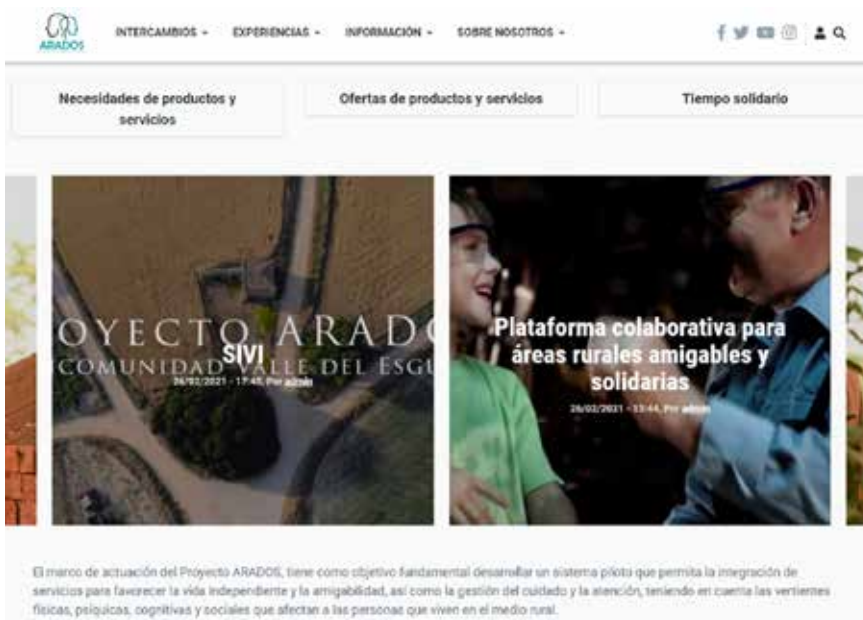 ARADOS
INTERCAMBIOS
EXPERIENCIAS
INFORMACIÓN
SOBRE NOSOTROS
Necesidades de productos y
servicios
Ofertas de productos y servicios
Tiempo solidario
OYECTO ARADO
COMUNIDAD VALLE DEL ESGU
SIVI
26/02/2021 - 17:48, Por admin
Plataforma colaborativa para
áreas rurales amigables y
solidarias
26/02/2021 - 13:44, Por admin
El marco de actuación del Proyecto ARADOS, tiene como objetivo fundamental desarrollar un sistema piloto que permita la integración de
servicios para favorecer la vida independiente y la amigabilidad, así como la gestión del cuidado y la atención, teniendo en cuenta las vertientes
físicas, psíquicas, cognitivas y sociales que afectan a las personas que viven en el medio rural.